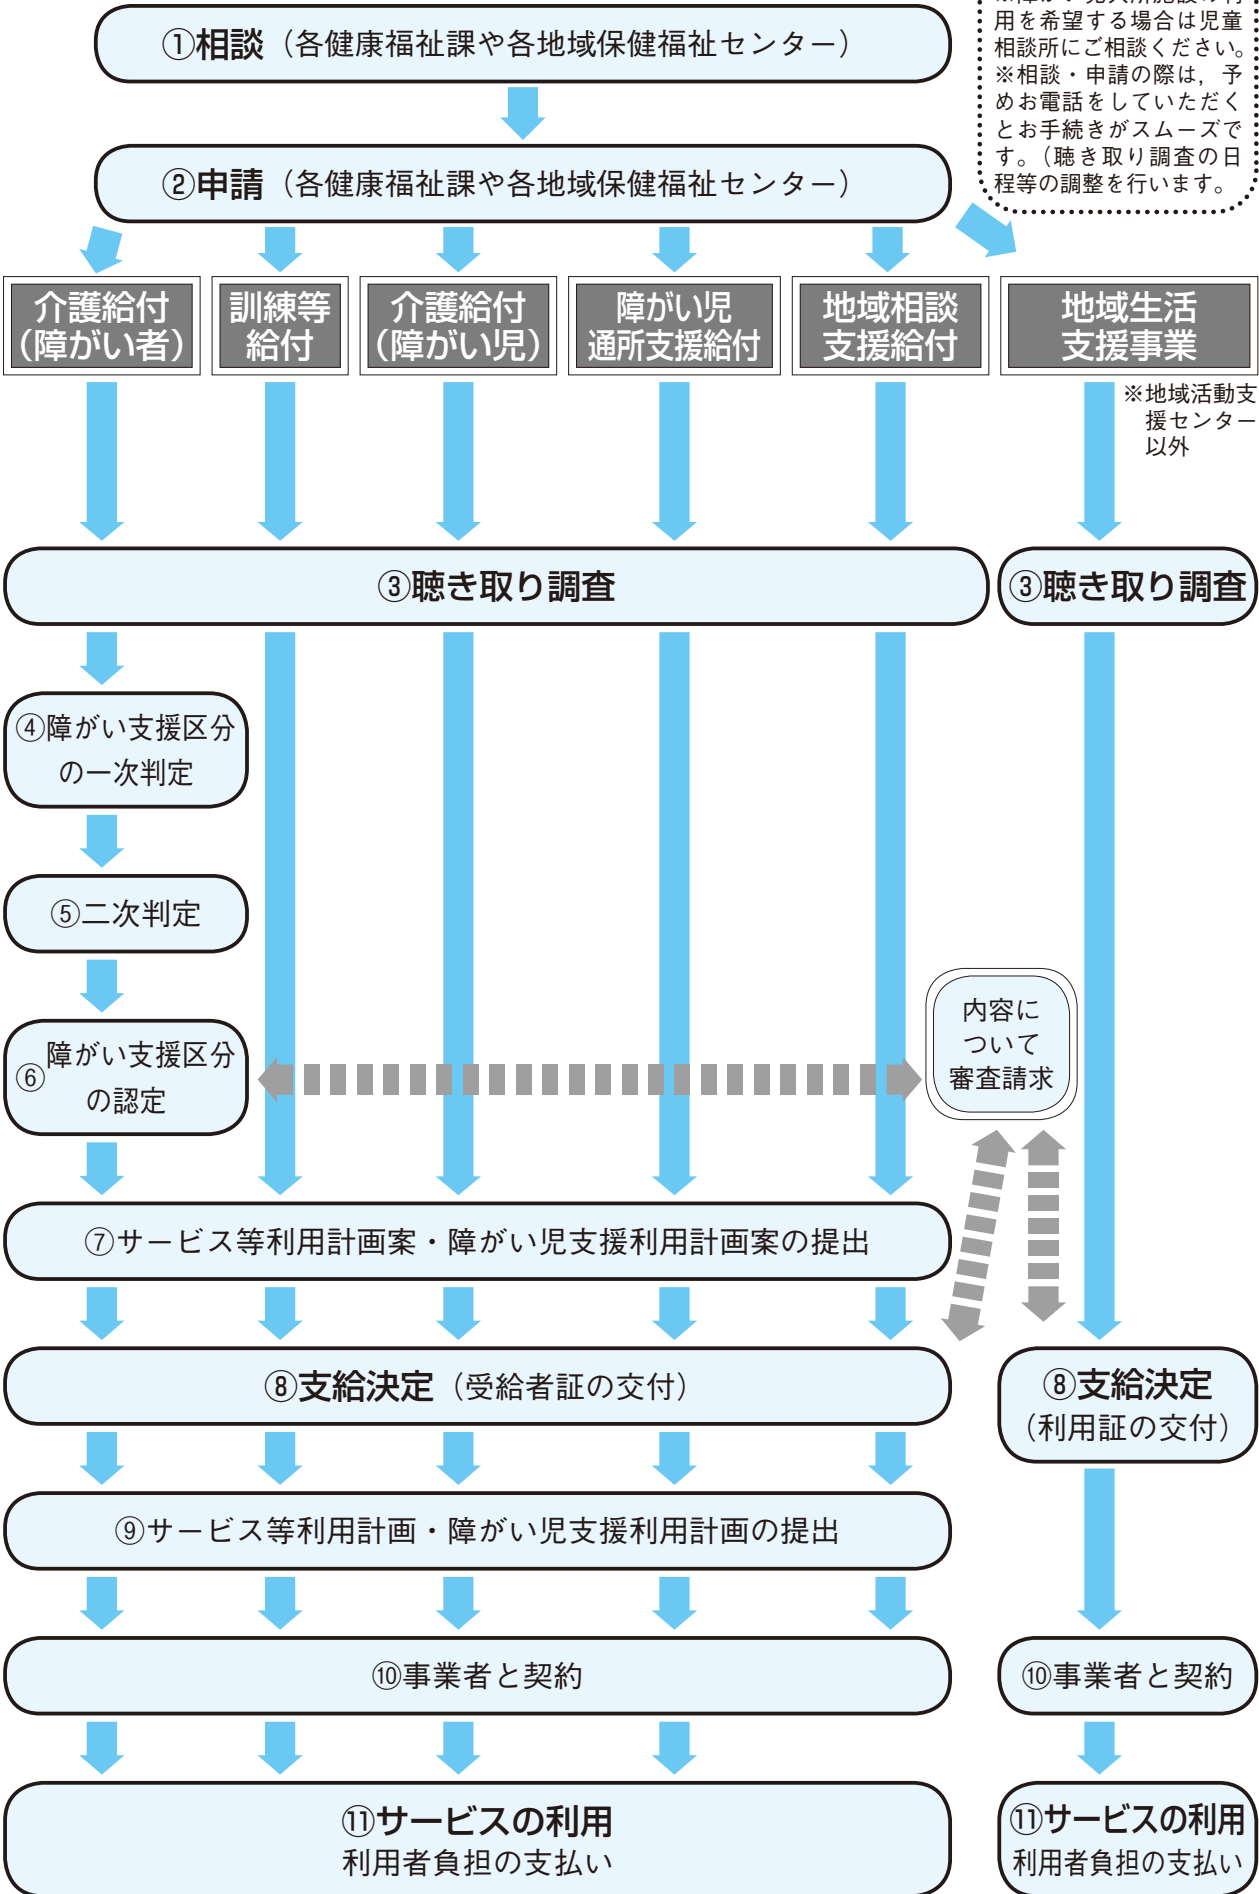 ①相談（各健康福祉課や各地域保健福祉センター）
用を希望する場合は児童
相談所にご相談ください。
※相談・申請の際は，予
めお電話をしていただく
とお手続きがスムーズで
す。（聴き取り調査の日
程等の調整を行います。
②申請（各健康福祉課や各地域保健福祉センター）
介護給付
（障がい者）
訓練等
給付
介護給付
（障がい児）
障がい児
通所支援給付
地域相談
支援給付
地域生活
支援事業
※地域活動支
援センター
以外
③聴き取り調査
③聴き取り調査
④障がい支援区分
の一次判定
⑤二次判定
⑥障がい支援区分
の認定
内容に
ついて
審査請求
⑦サービス等利用計画案・障がい児支援利用計画案の提出
⑧支給決定（受給者証の交付）
⑧支給決定
（利用証の交付）
⑨サービス等利用計画・障がい児支援利用計画の提出
⑩事業者と契約
⑩事業者と契約
⑪サービスの利用
利用者負担の支払い
⑪サービスの利用
利用者負担の支払い